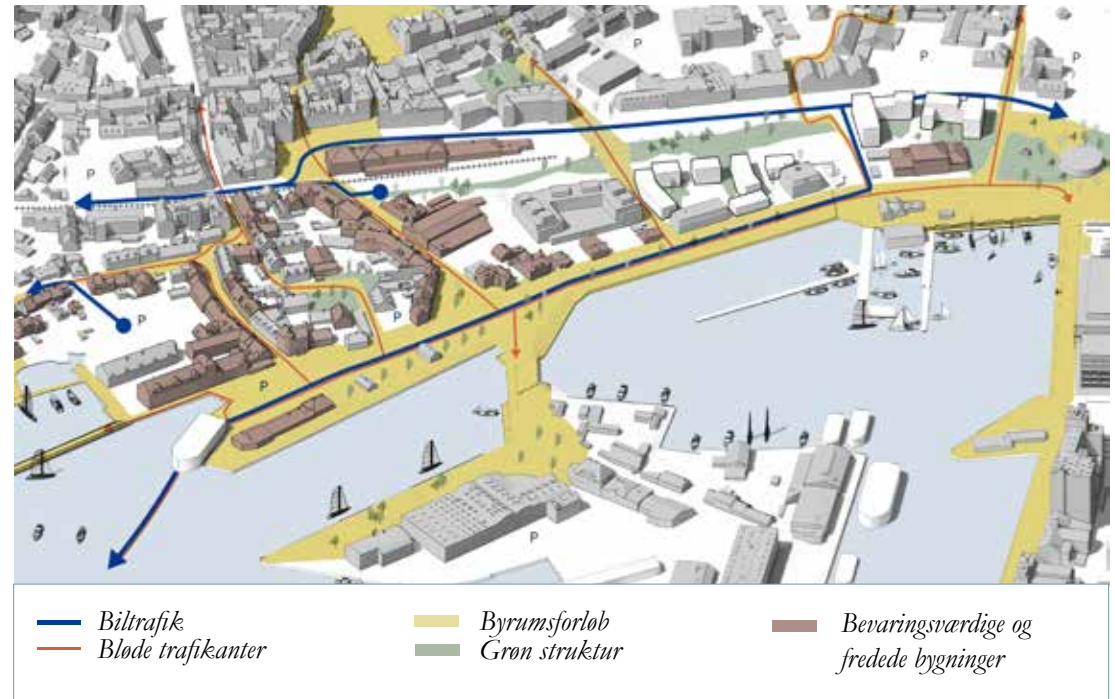 P
P
P
P
P
P
P
P
Biltrafik
Bløde trafikanter
Byrumsforløb
Grøn struktur
Bevaringsværdige og
fredede bygninger